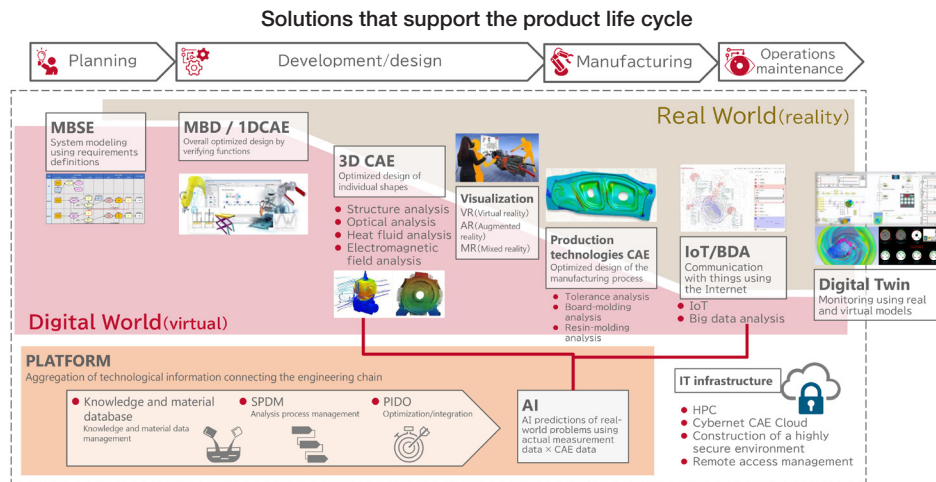 Solutions that support the product life cycle
Planning
Development/design
Manufacturing
Operations
maintenance
Real World(reality)
MBSE
System modeling
using requirements
definitions
MBD / 1DCAE
Overall optimized design by
verifying functions
3D CAE
Optimized design of
individual shapes
Structure analysis
Optical analysis
Heat fluid analysis
Electromagnetic
field analysis
Visualization
VR(Virtual reality)
AR(Augmented
reality)
MR(Mixed reality)
Production
technologies CAE
Optimized design of the
manufacturing process
Tolerance analysis
Board-molding
analysis
Resin-molding
analysis
IoT/BDA
Communication
with things using
the Internet
IoT
Big data analysis
Digital Twin
Monitoring using real
and virtual models
Digital World(virtual)
PLATFORM
Aggregation of technological information connecting the engineering chain
Knowledge and material
database
Knowledge and material data
management
SPDM
Analysis process management
PIDO
Optimization/integration
AI
AI predictions of real-
world problems using
actual measurement
data × CAE data
IT infrastructure
HPC
Cybernet CAE Cloud
Construction of a highly
secure environment
Remote access management